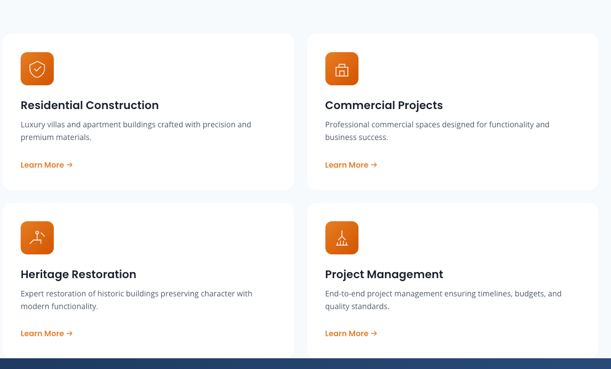 Residential Construction
Luxury villas and apartment buildings crafted with precision and
premium materials.
Learn More →
Commercial Projects
Professional commercial spaces designed for functionality and
business success.
Learn More →
Heritage Restoration
Expert restoration of historic buildings preserving character with
modern functionality.
Learn More →
Project Management
End-to-end project management ensuring timelines, budgets, and
quality standards.
Learn More →